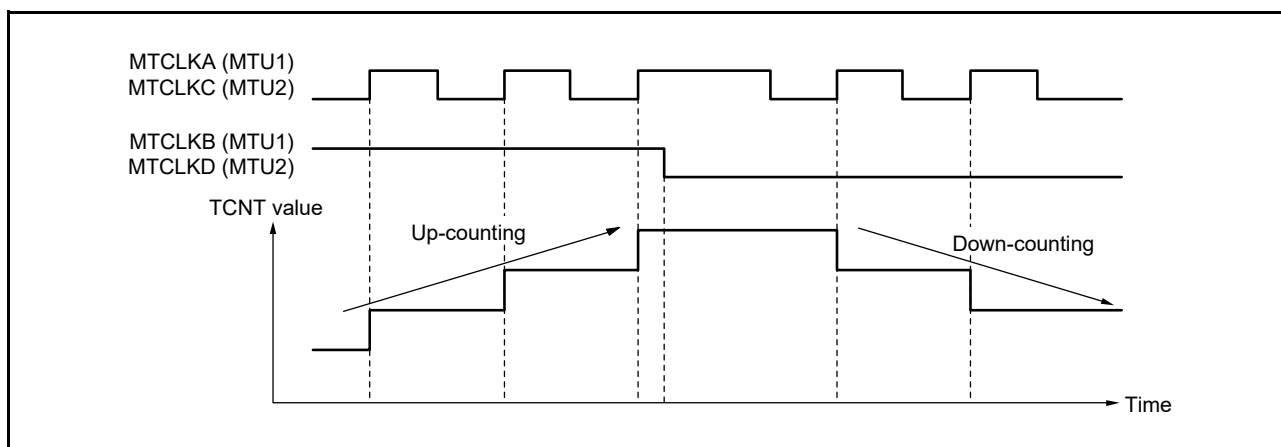 MTCLKA (MTU1)
MTCLKC (MTU2)
MTCLKB (MTU1)
MTCLKD (MTU2)
TCNT value
Up-counting
Down-counting
Time